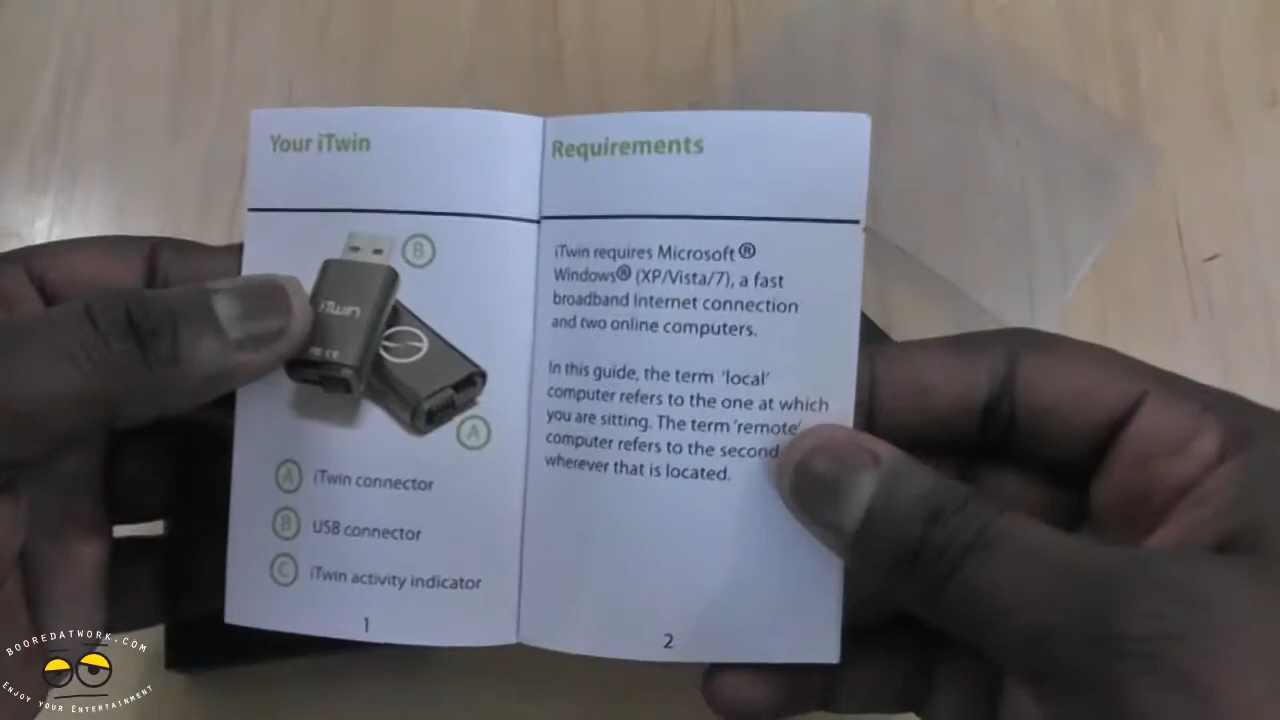 Your iTwin
B
iTwin
A
A iTwin connector
B USB connector
C iTwin activity indicator
1
Requirements
iTwin requires Microsoft®
Windows® (XP/Vista/7), a fast
broadband Internet connection
and two online computers.
In this guide, the term 'local'
computer refers to the one at which
you are sitting. The term 'remote'
computer refers to the second
wherever that is located.
2
BOOREDATWORK.COM
ENJOY YOUR ENTERTAINMENT